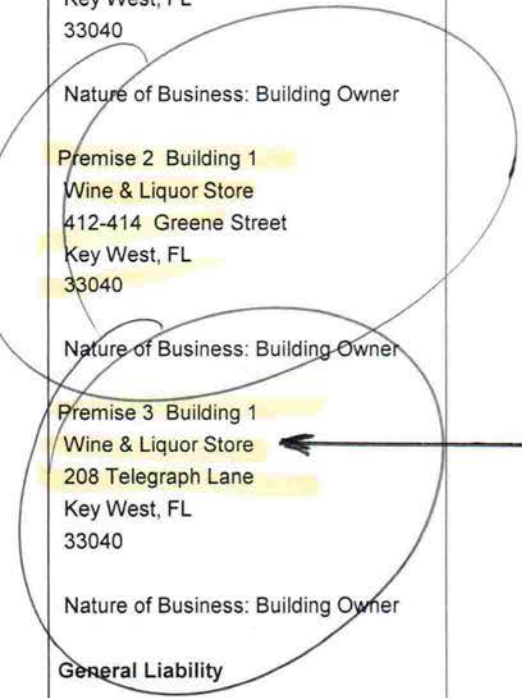 Key West, FL
33040
Nature of Business: Building Owner
Premise 2 Building 1
Wine & Liquor Store
412-414 Greene Street
Key West, FL
33040
Nature of Business: Building Owner
Premise 3 Building 1
Wine & Liquor Store
208 Telegraph Lane
Key West, FL
33040
Nature of Business: Building Owner
General Liability